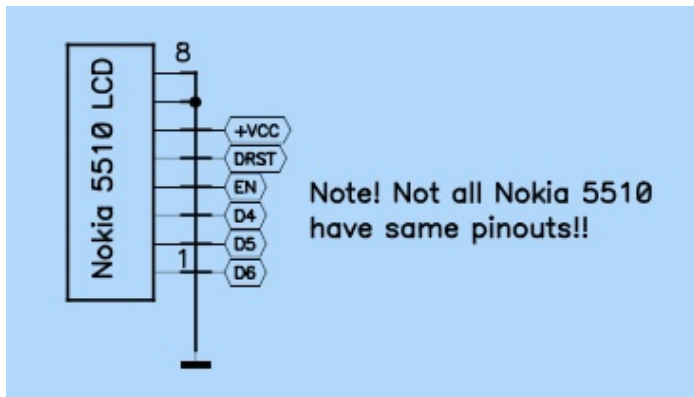 8
Nokia 5510 LCD
+VCC
DRST
EN
D4
D5
1
D6
Note! Not all Nokia 5510
have same pinouts!!